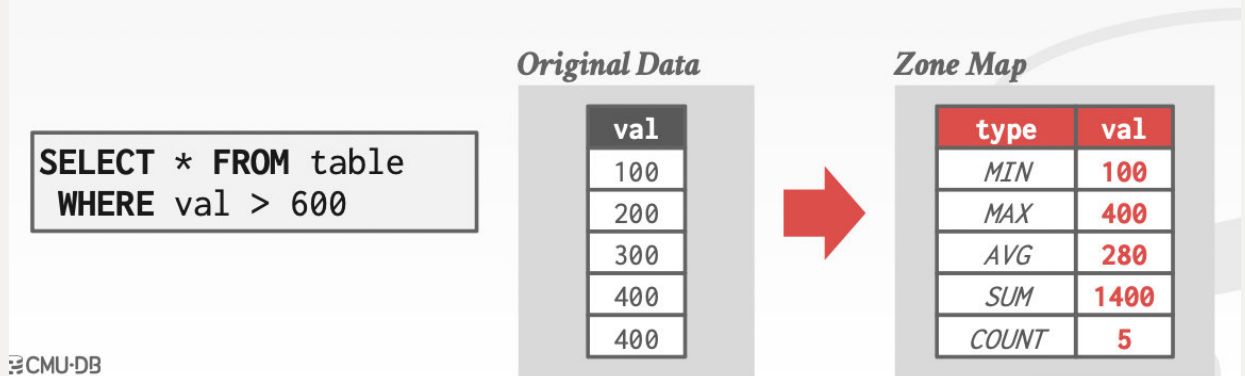 Original Data
Zone Map
SELECT * FROM table
WHERE val > 600
val
100
200
300
400
400
type val
MIN 100
MAX 400
AVG 280
SUM 1400
COUNT 5
CMU·DB